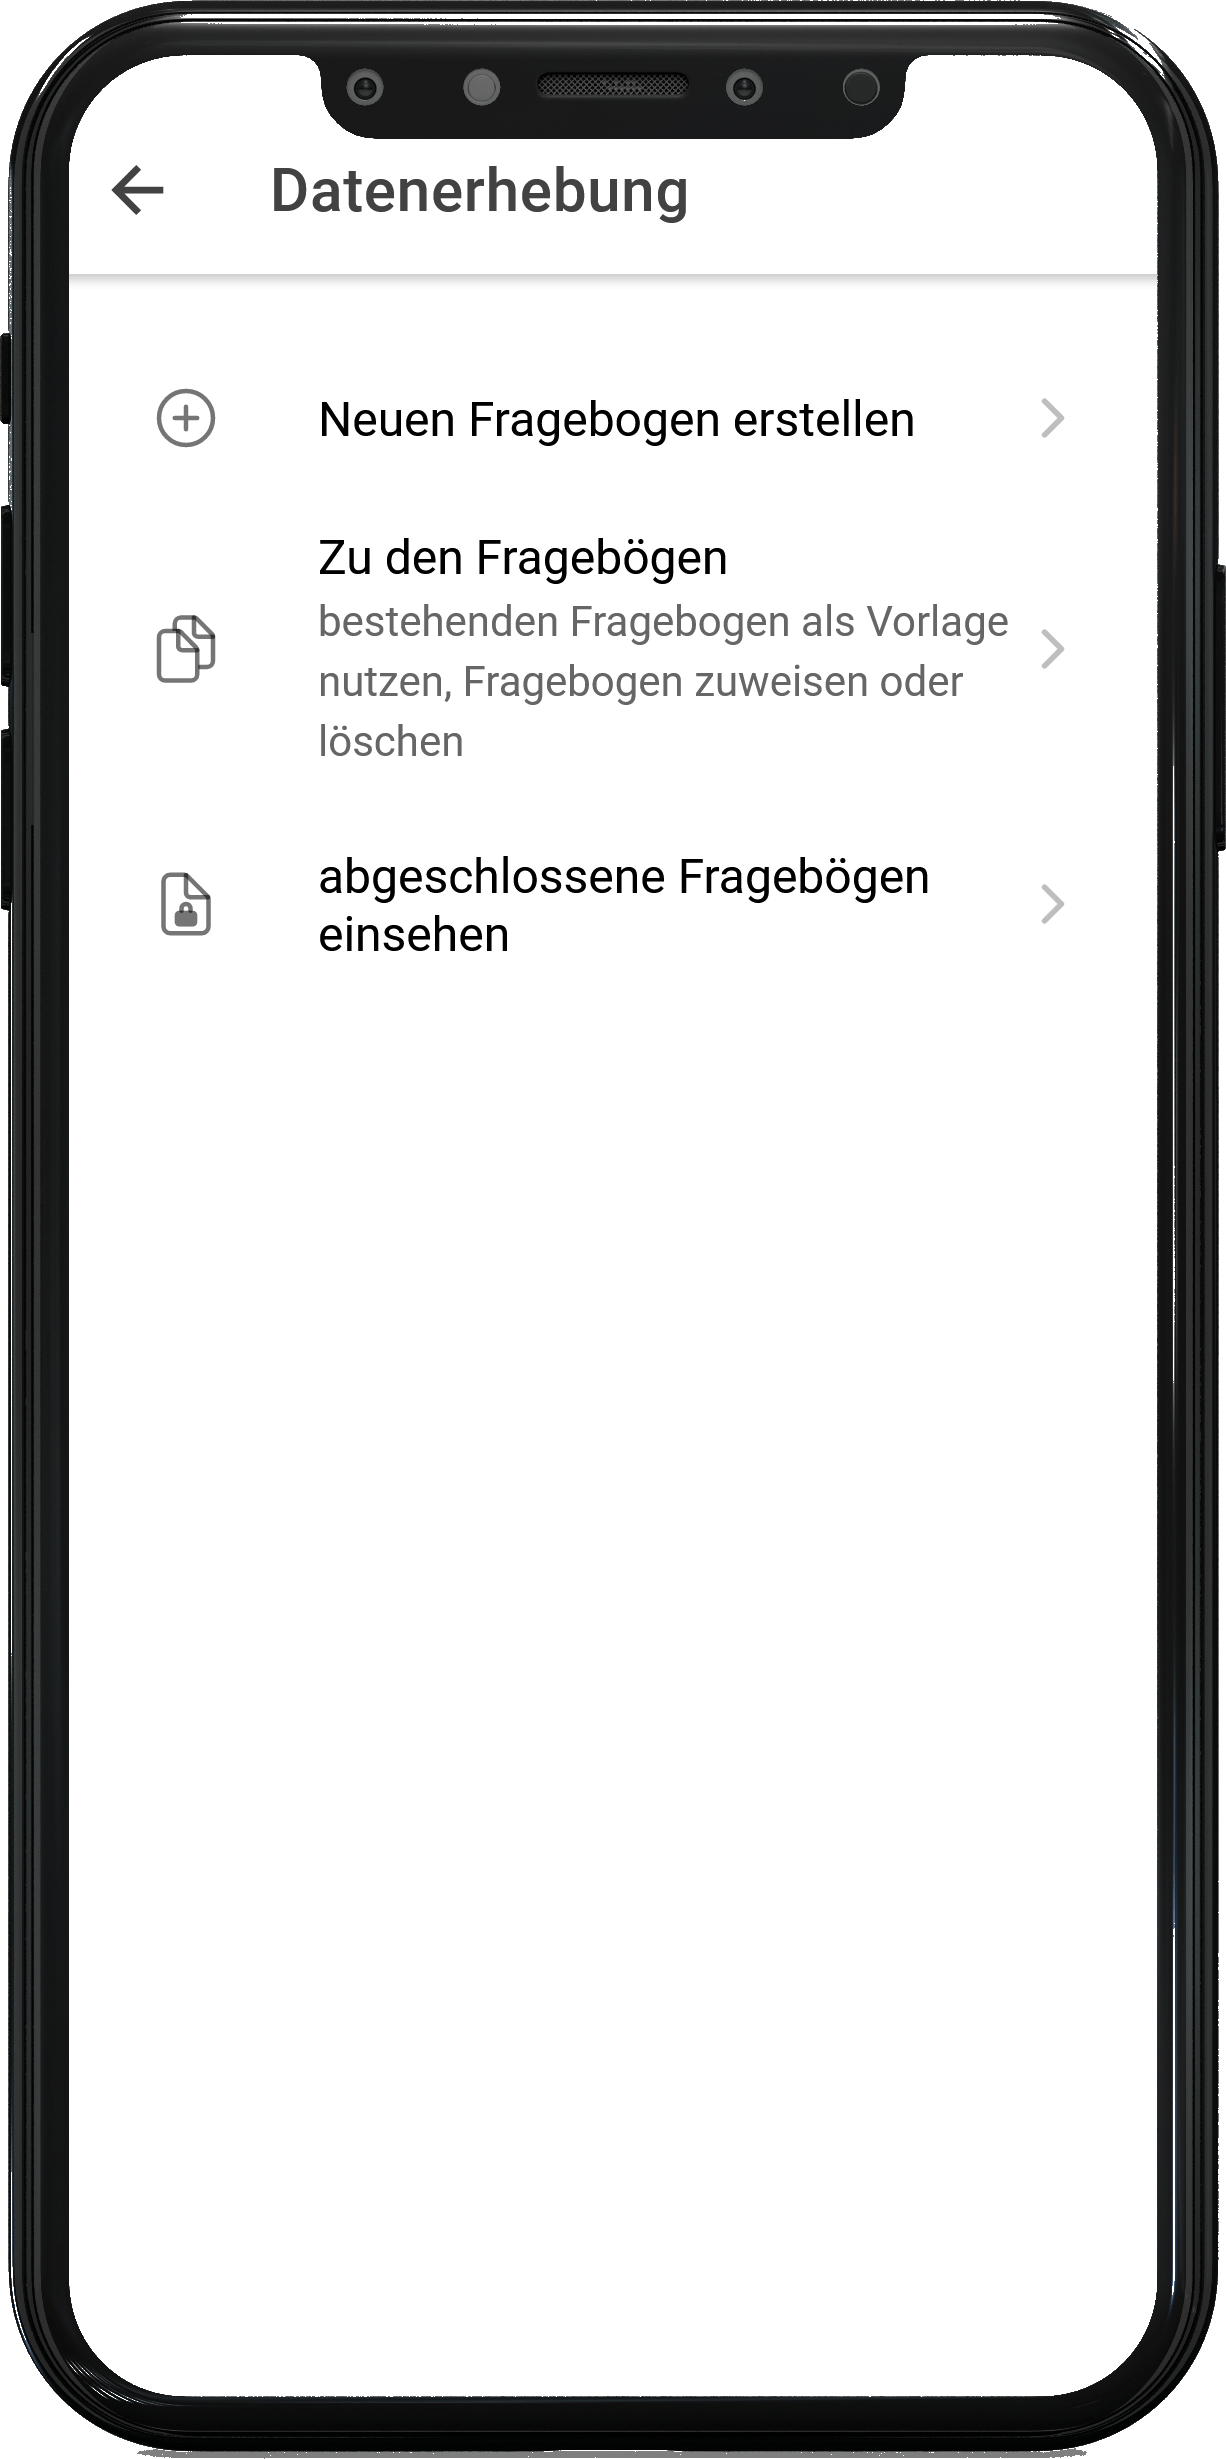 Datenerhebung
Neuen Fragebogen erstellen
Zu den Fragebögen
bestehenden Fragebogen als Vorlage
nutzen, Fragebogen zuweisen oder
löschen
abgeschlossene Fragebögen
einsehen